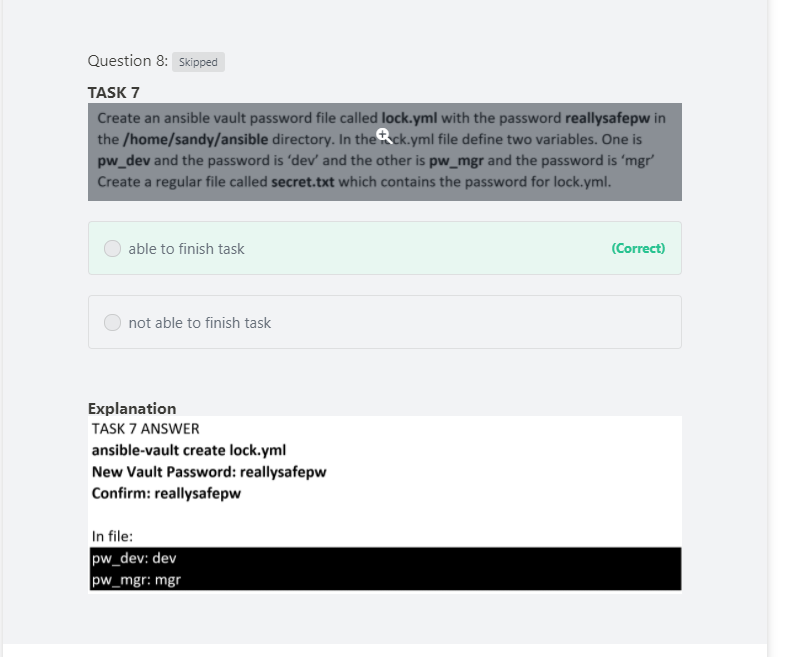 Question 8: Skipped
TASK 7
Create an ansible vault password file called lock.yml with the password reallysafepw in
the /home/sandy/ansible directory. In the ck.yml file define two variables. One is
pw_dev and the password is ‘dev’ and the other is pw_mgr and the password is ‘mgr’
Create a regular file called secret.txt which contains the password for lock.yml.
able to finish task (Correct)
not able to finish task
Explanation
TASK 7 ANSWER
ansible-vault create lock.yml
New Vault Password: reallysafepw
Confirm: reallysafepw
In file:
pw_dev: dev
pw_mgr: mgr